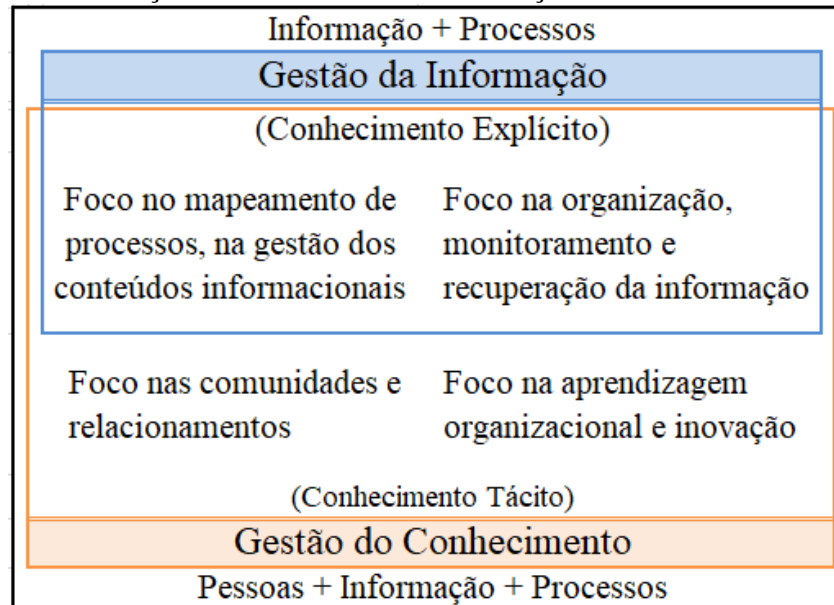 Informação + Processos
Gestão da Informação
(Conhecimento Explícito)
Foco no mapeamento de
processos, na gestão dos
conteúdos informacionais
Foco na organização,
monitoramento e
recuperação da informação
Foco nas comunidades e
relacionamentos
Foco na aprendizagem
organizacional e inovação
(Conhecimento Tácito)
Gestão do Conhecimento
Pessoas + Informação + Processos